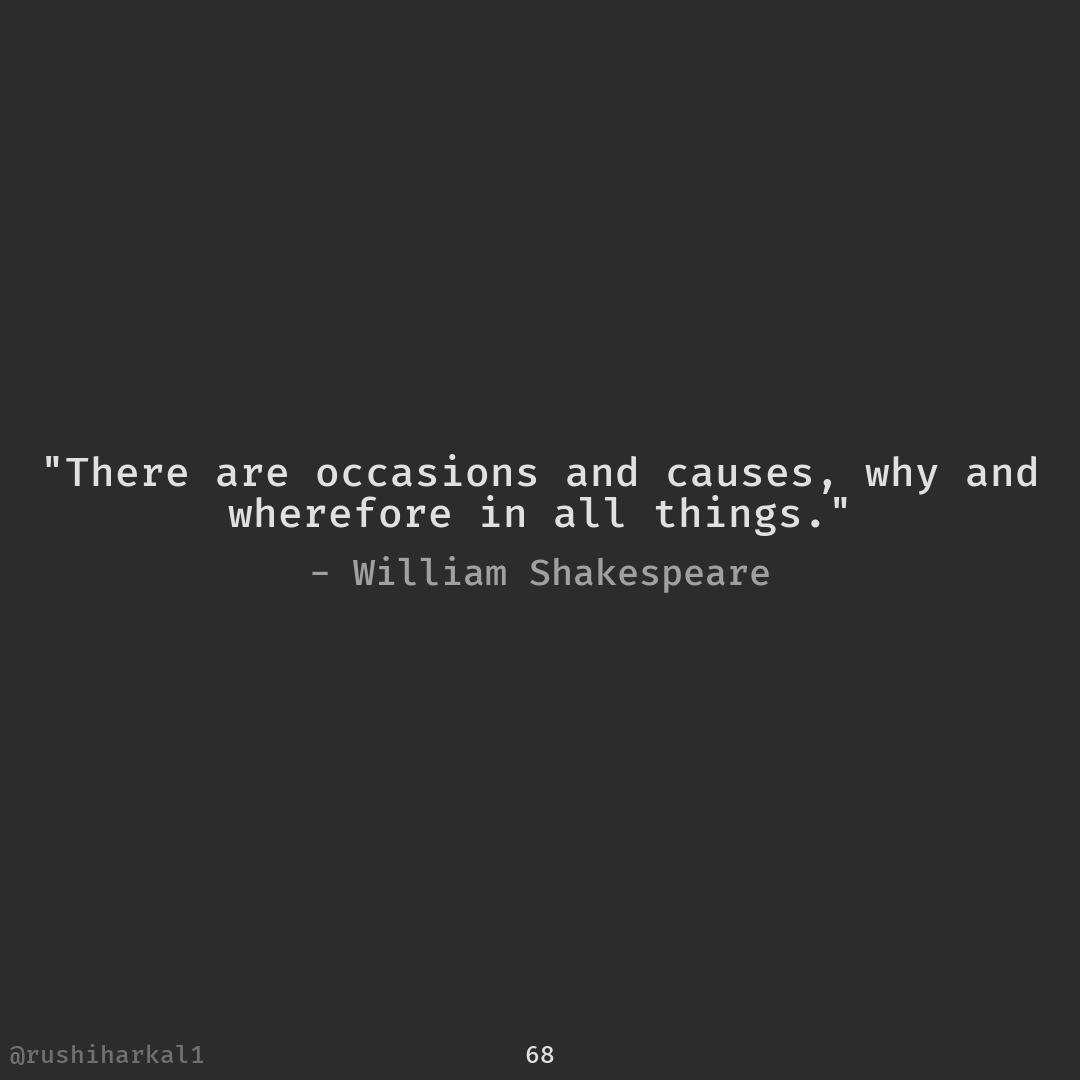 "There are occasions and causes, why and
wherefore in all things."
– William Shakespeare
@rushiharkal1
68